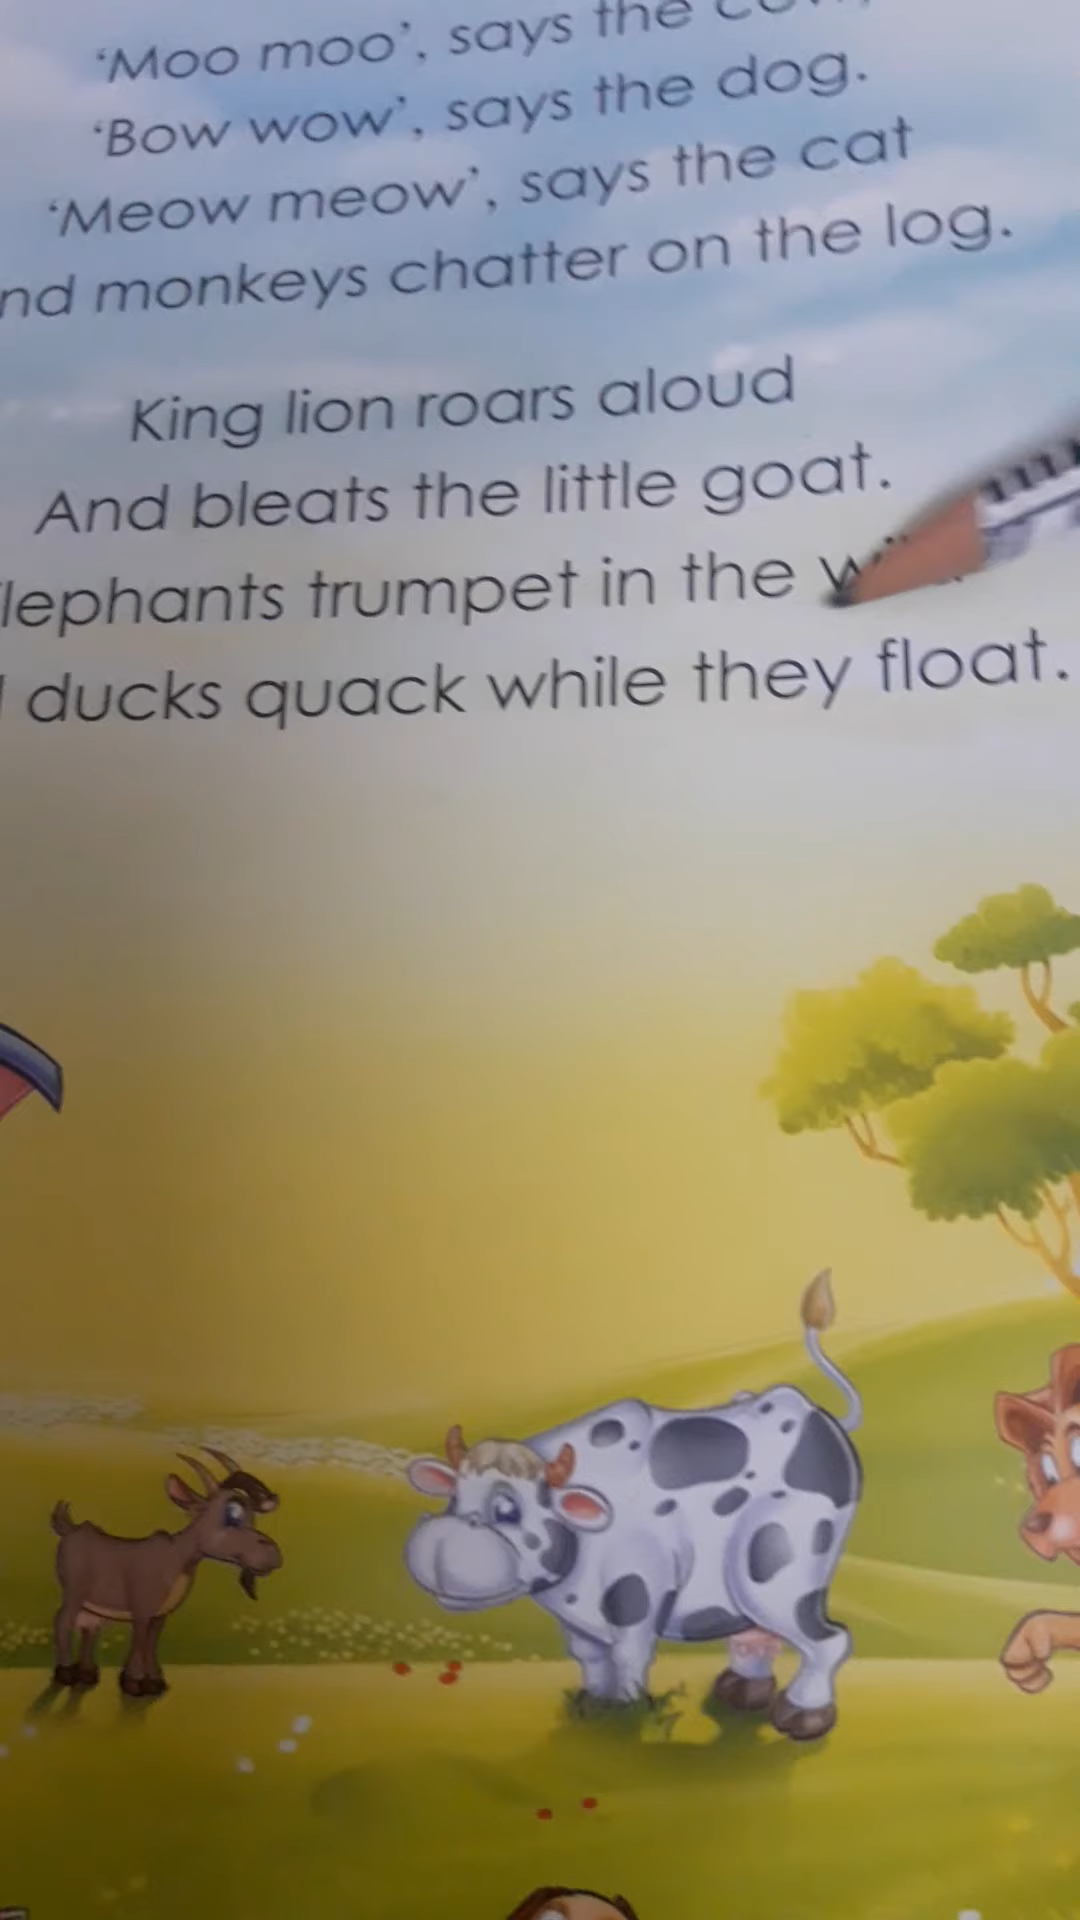 ‘Moo moo’, says the
‘Bow wow’, says the dog.
‘Meow meow’, says the cat
nd monkeys chatter on the log.
King lion roars aloud
And bleats the little goat.
lephants trumpet in the
ducks quack while they float.